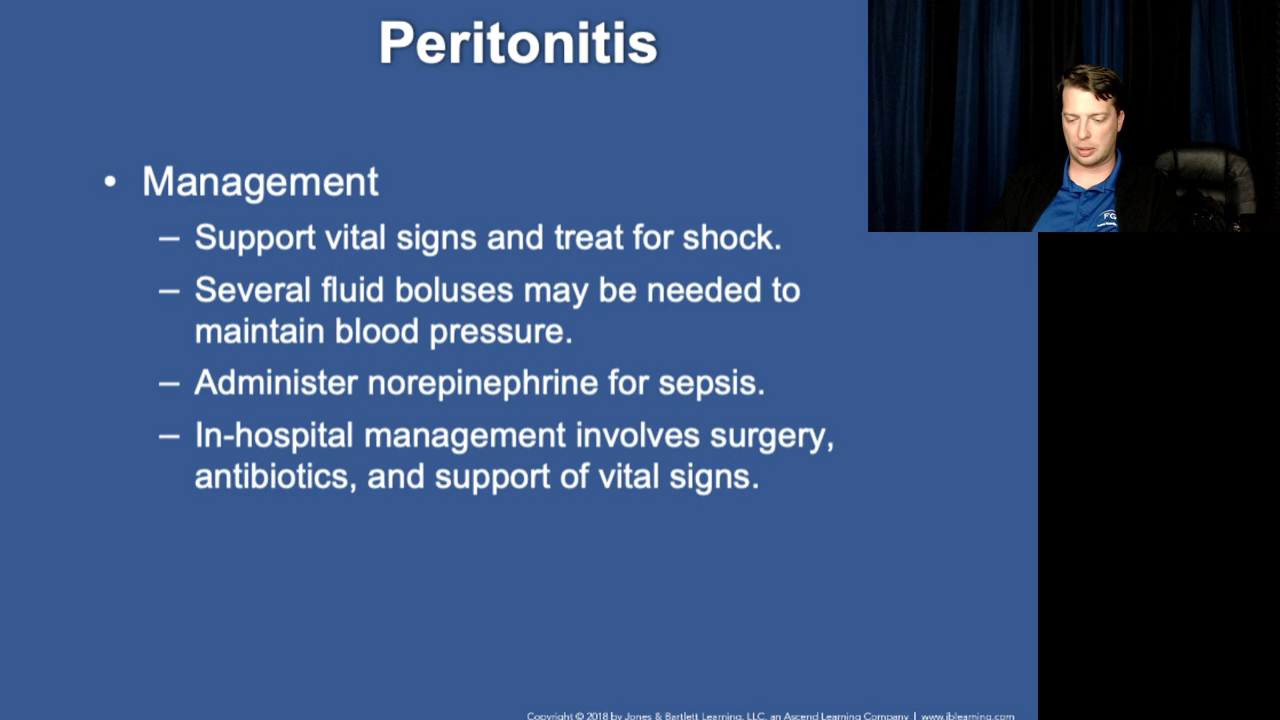 Peritonitis
• Management
– Support vital signs and treat for shock.
– Several fluid boluses may be needed to
maintain blood pressure.
– Administer norepinephrine for sepsis.
– In-hospital management involves surgery,
antibiotics, and support of vital signs.
Copyright © 2018 by Jones & Bartlett Learning, LLC, an Ascend Learning Company | www.jblearning.com